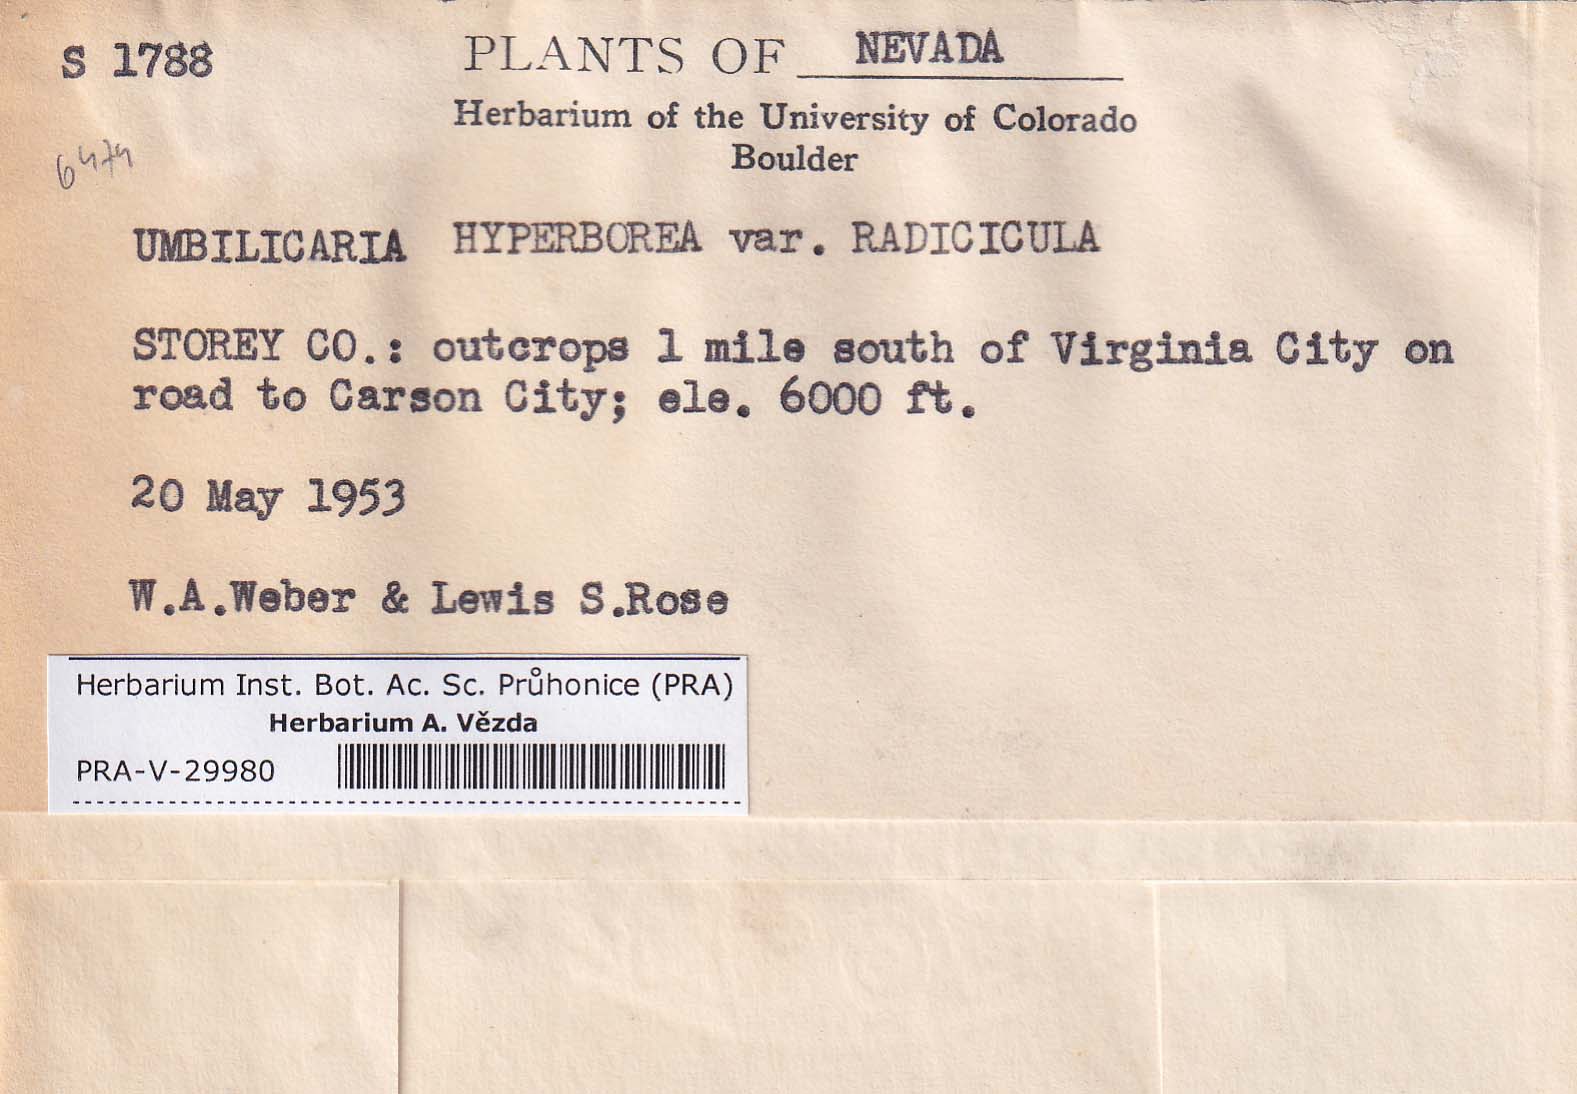 S 1788
PLANTS OF NEVADA
Herbarium of the University of Colorado
Boulder
6474
UMBILICARIA HYPERBOREA var. RADICICULA
STOREY CO.: outcrops 1 mile south of Virginia City on
road to Carson City; ele. 6000 ft.
20 May 1953
W.A.Weber & Lewis S.Rose
Herbarium Inst. Bot. Ac. Sc. Průhonice (PRA)
Herbarium A. Vězda
PRA-V-29980